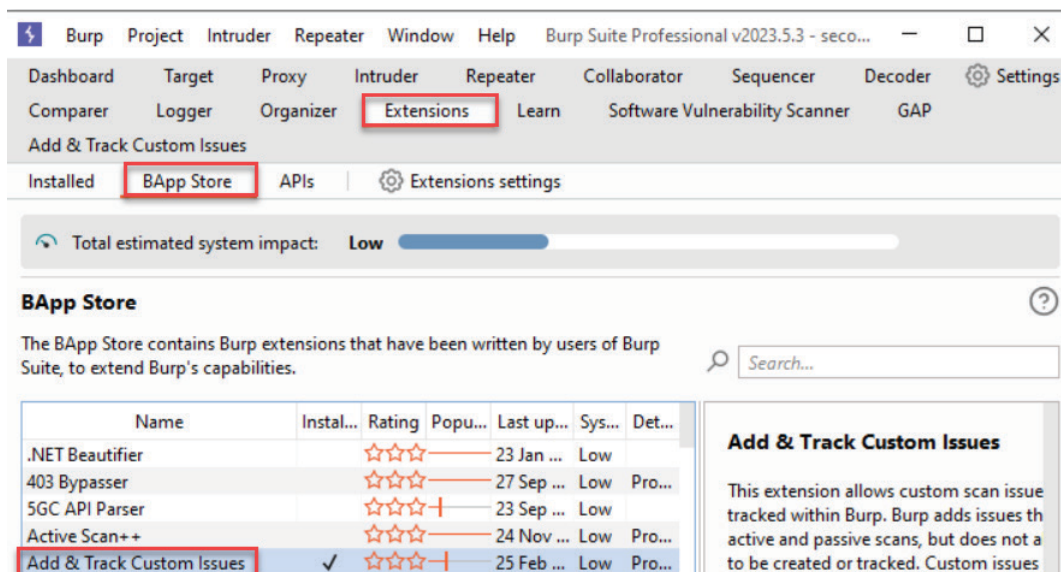 Burp Project Intruder Repeater Window Help Burp Suite Professional v2023.5.3 - seco...
Dashboard Target Proxy Intruder Repeater Collaborator Sequencer Decoder Settings
Comparer Logger Organizer Extensions Learn Software Vulnerability Scanner GAP
Add & Track Custom Issues
Installed BApp Store APIs Extensions settings
Total estimated system impact: Low
BApp Store
The BApp Store contains Burp extensions that have been written by users of Burp
Suite, to extend Burp's capabilities.
Search...
Name Instal... Rating Popu... Last up... Sys... Det...
.NET Beautifier 23 Jan ... Low
403 Bypasser 27 Sep ... Low Pro...
5GC API Parser 23 Sep ... Low
Active Scan++ 24 Nov ... Low Pro...
Add & Track Custom Issues ✓ 25 Feb ... Low Pro...
Add & Track Custom Issues
This extension allows custom scan issue
tracked within Burp. Burp adds issues th
active and passive scans, but does not a
to be created or tracked. Custom issues